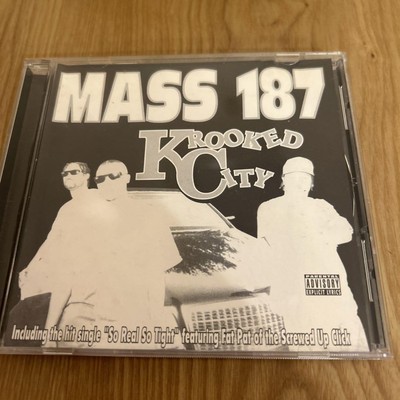 MASS 187
KROOKED
CITY
PARENTAL
ADVISORY
EXPLICIT LYRICS
Including the hit single "So Real So Tight" featuring Fat Pat of the Screwed Up Click